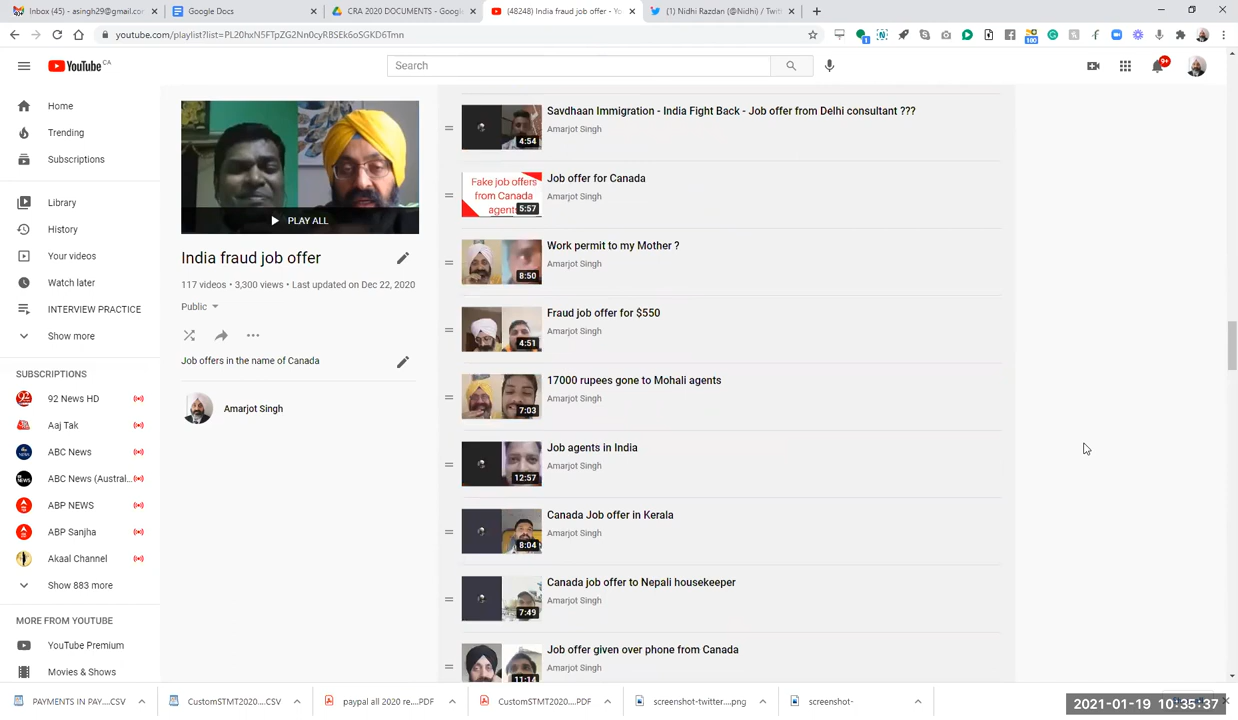 Inbox (45) - asingh29@gmail.com
Google Docs
CRA 2020 DOCUMENTS - Google
(48248) India fraud job offer - Yo
(1) Nidhi Razdan (@Nidhi) / Twitt
youtube.com/playlist?list=PL20hxN5FTpZG2Nn0cyRBSEk6oSGKD6Tmn
YouTube CA
Search
9+
Home
Trending
Subscriptions
Library
History
Your videos
Watch later
INTERVIEW PRACTICE
Show more
SUBSCRIPTIONS
92 News HD
Aaj Tak
ABC News
ABC News (Austral...
ABP NEWS
ABP Sanjha
Akaal Channel
Show 883 more
MORE FROM YOUTUBE
YouTube Premium
Movies & Shows
PLAY ALL
India fraud job offer
117 videos • 3,300 views • Last updated on Dec 22, 2020
Public
Job offers in the name of Canada
Amarjot Singh
Savdhaan Immigration - India Fight Back - Job offer from Delhi consultant ???
Amarjot Singh
4:54
Job offer for Canada
Amarjot Singh
Fake job offers
from Canada
agent
5:57
Work permit to my Mother ?
Amarjot Singh
8:50
Fraud job offer for $550
Amarjot Singh
4:51
17000 rupees gone to Mohali agents
Amarjot Singh
7:03
Job agents in India
Amarjot Singh
12:57
Canada Job offer in Kerala
Amarjot Singh
8:04
Canada job offer to Nepali housekeeper
Amarjot Singh
7:49
Job offer given over phone from Canada
Amarjot Singh
11:14
PAYMENTS IN PAY....CSV
CustomSTMT2020....CSV
paypal all 2020 re....PDF
CustomSTMT2020....PDF
screenshot-twitter....png
screenshot-
2021-01-19 10:35:37